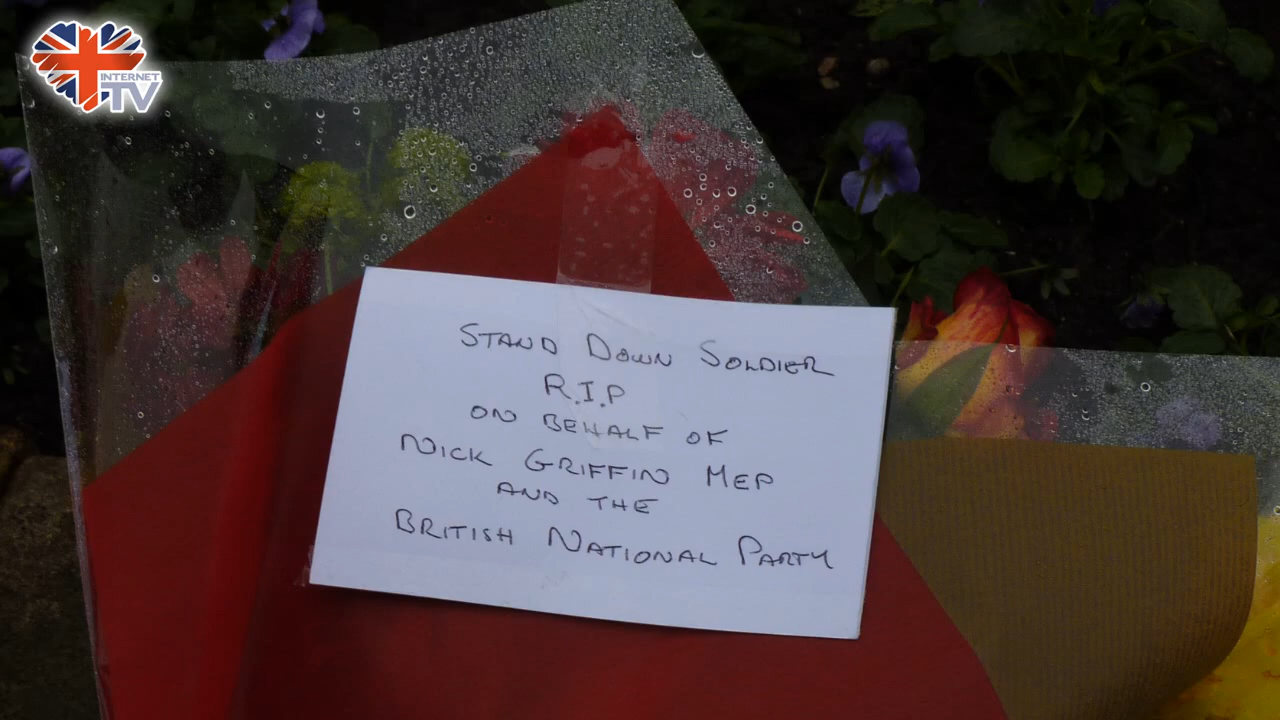 INTERNET
TV
STAND DOWN SOLDIER
R.I.P
ON BEHALF OF
NICK GRIFFIN MEP
AND THE
BRITISH NATIONAL PARTY